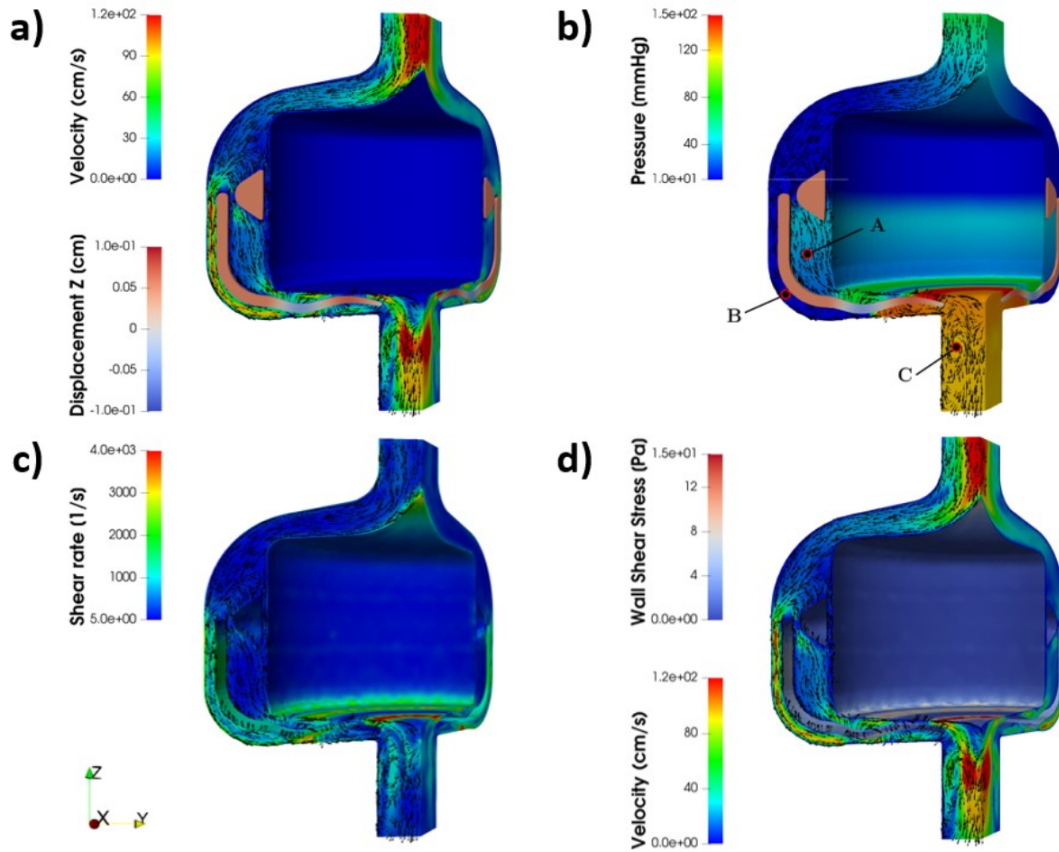 a)
Velocity (cm/s)
1.2e+02
90
60
30
0.0e+00
Displacement Z (cm)
1.0e-01
0.05
0
-0.05
-1.0e-01
b)
Pressure (mmHg)
1.5e+02
120
80
40
1.0e+01
A
B
C
c)
Shear rate (1/s)
4.0e+03
3000
2000
1000
5.0e+00
Z
X
Y
d)
Wall Shear Stress (Pa)
1.5e+01
12
8
4
0.0e+00
Velocity (cm/s)
1.2e+02
80
40
0.0e+00